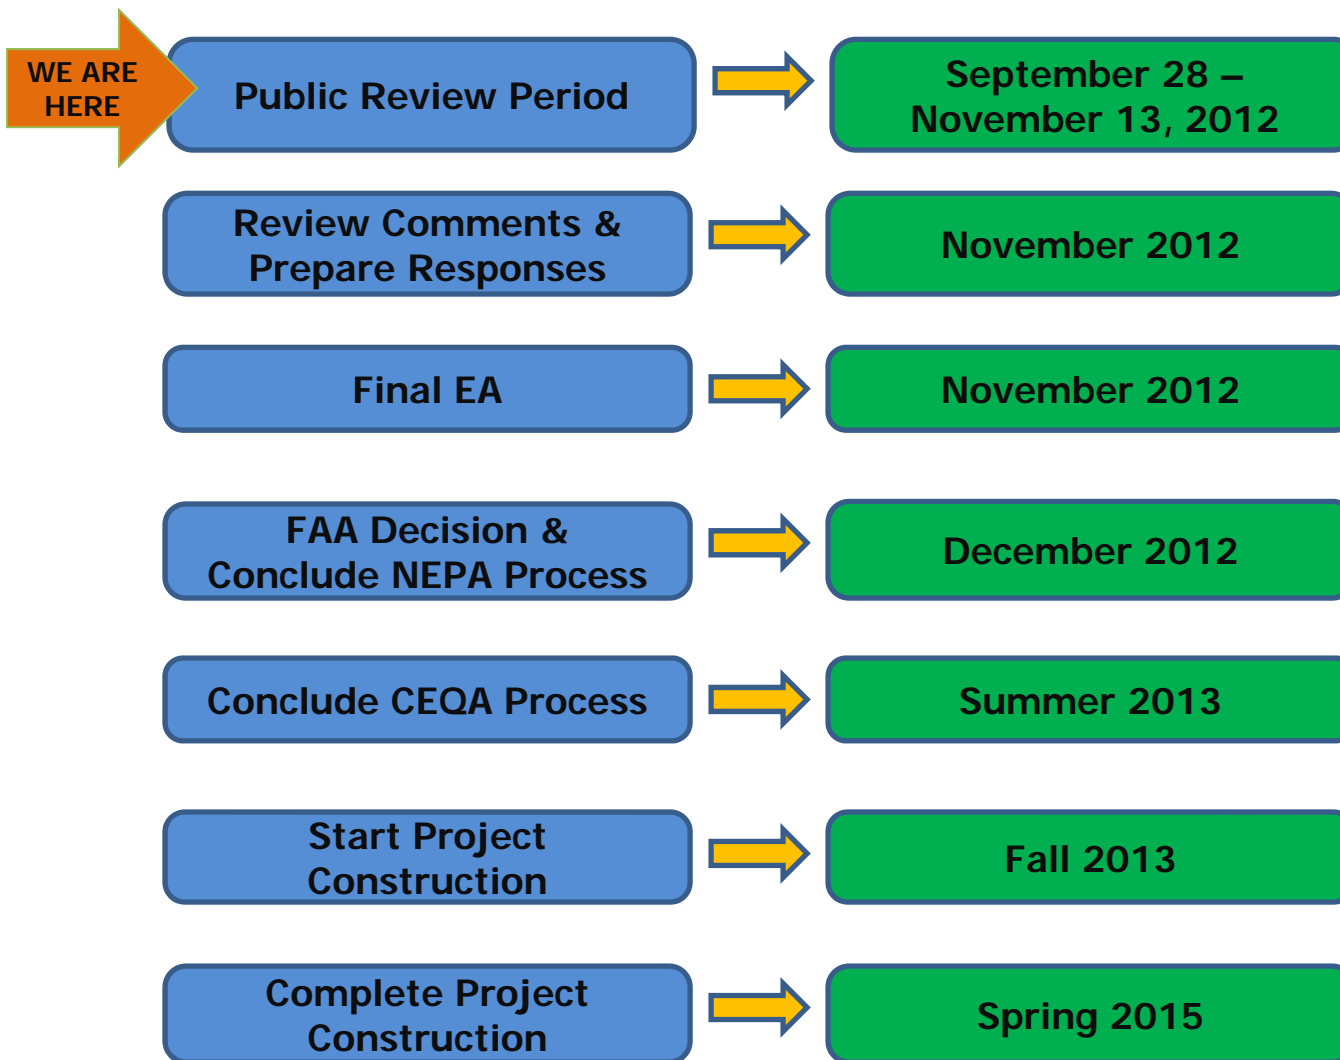 WE ARE
HERE
Public Review Period
September 28 –
November 13, 2012
Review Comments &
Prepare Responses
November 2012
Final EA
November 2012
FAA Decision &
Conclude NEPA Process
December 2012
Conclude CEQA Process
Summer 2013
Start Project
Construction
Fall 2013
Complete Project
Construction
Spring 2015